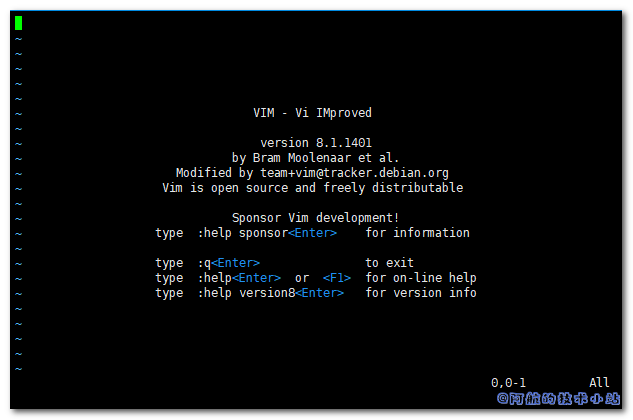 ~
~
~
~
~
VIM - Vi IMproved
~
~
version 8.1.1401
~
by Bram Moolenaar et al.
~
Modified by team+vim@tracker.debian.org
~
Vim is open source and freely distributable
~
~
Sponsor Vim development!
~
type  :help sponsor<Enter>    for information
~
~
type  :q<Enter>               to exit
~
type  :help<Enter>  or  <F1>  for on-line help
~
type  :help version8<Enter>   for version info
~
~
~
~
~
0,0-1 All
@阿航的技术小站